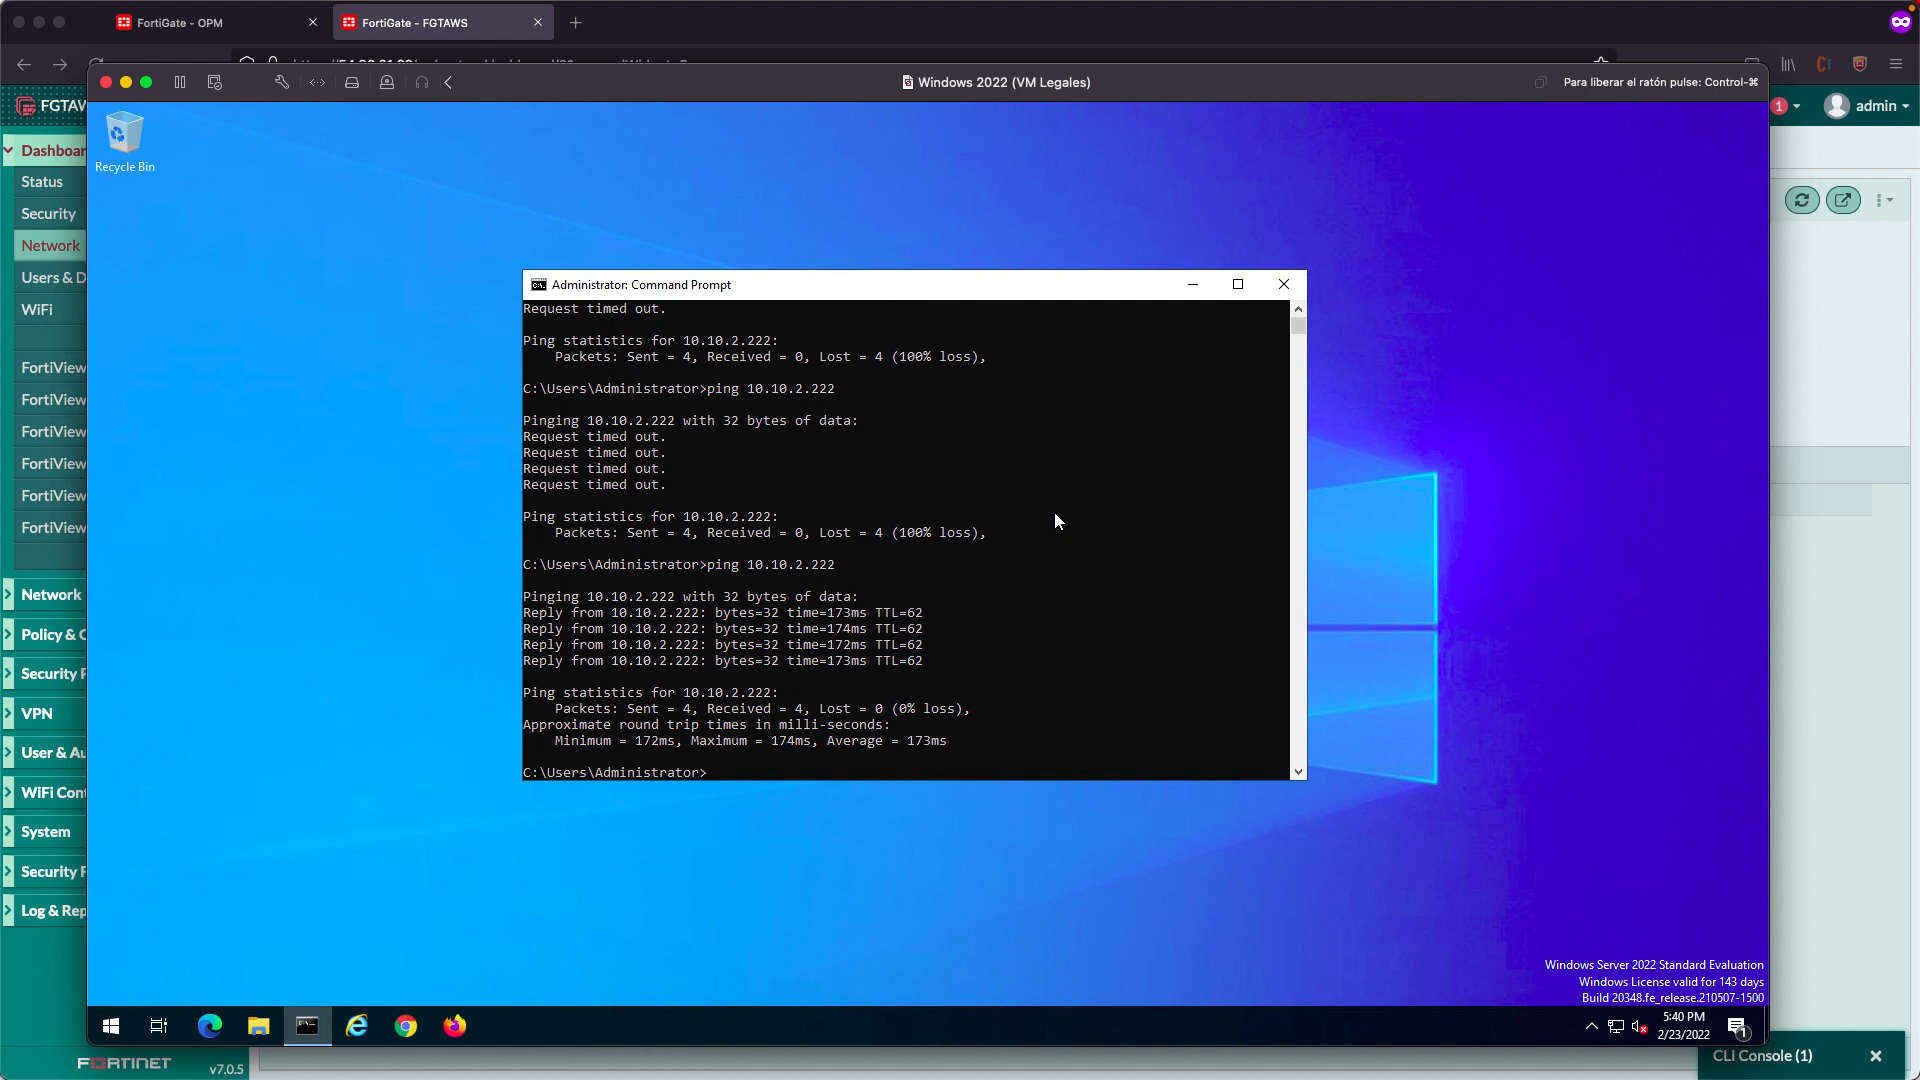 FortiGate - OPM
FortiGate - FGTAWS
Windows 2022 (VM Legales)
Para liberar el ratón pulse: Control-⌘
FGTAW
1
admin
Recycle Bin
Dashboar
Status
Security
Network
Users & D
WiFi
FortiView
FortiView
FortiView
FortiView
FortiView
FortiView
Network
Policy & O
Security P
VPN
User & Au
WiFi Cont
System
Security F
Log & Rep
FORTINET
v7.0.5
Administrator: Command Prompt
Request timed out.
Ping statistics for 10.10.2.222:
Packets: Sent = 4, Received = 0, Lost = 4 (100% loss),
C:\Users\Administrator>ping 10.10.2.222
Pinging 10.10.2.222 with 32 bytes of data:
Request timed out.
Request timed out.
Request timed out.
Request timed out.
Ping statistics for 10.10.2.222:
Packets: Sent = 4, Received = 0, Lost = 4 (100% loss),
C:\Users\Administrator>ping 10.10.2.222
Pinging 10.10.2.222 with 32 bytes of data:
Reply from 10.10.2.222: bytes=32 time=173ms TTL=62
Reply from 10.10.2.222: bytes=32 time=174ms TTL=62
Reply from 10.10.2.222: bytes=32 time=172ms TTL=62
Reply from 10.10.2.222: bytes=32 time=173ms TTL=62
Ping statistics for 10.10.2.222:
Packets: Sent = 4, Received = 4, Lost = 0 (0% loss),
Approximate round trip times in milli-seconds:
Minimum = 172ms, Maximum = 174ms, Average = 173ms
C:\Users\Administrator>
Windows Server 2022 Standard Evaluation
Windows License valid for 143 days
Build 20348.fe_release.210507-1500
5:40 PM
2/23/2022
1
CLI Console (1)